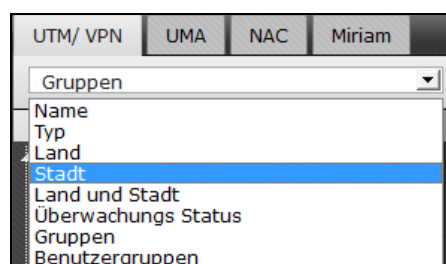 UTM/ VPN UMA NAC Miriam
Gruppen
Name
Typ
Land
Stadt
Land und Stadt
Überwachungs Status
Gruppen
Benutzergruppen